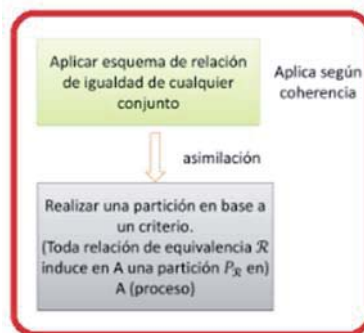 Aplicar esquema de relación
de igualdad de cualquier
conjunto
Aplica según
coherencia
asimilación
Realizar una partición en base a
un criterio.
(Toda relación de equivalencia ℛ
induce en A una partición P_ℛ en)
A (proceso)